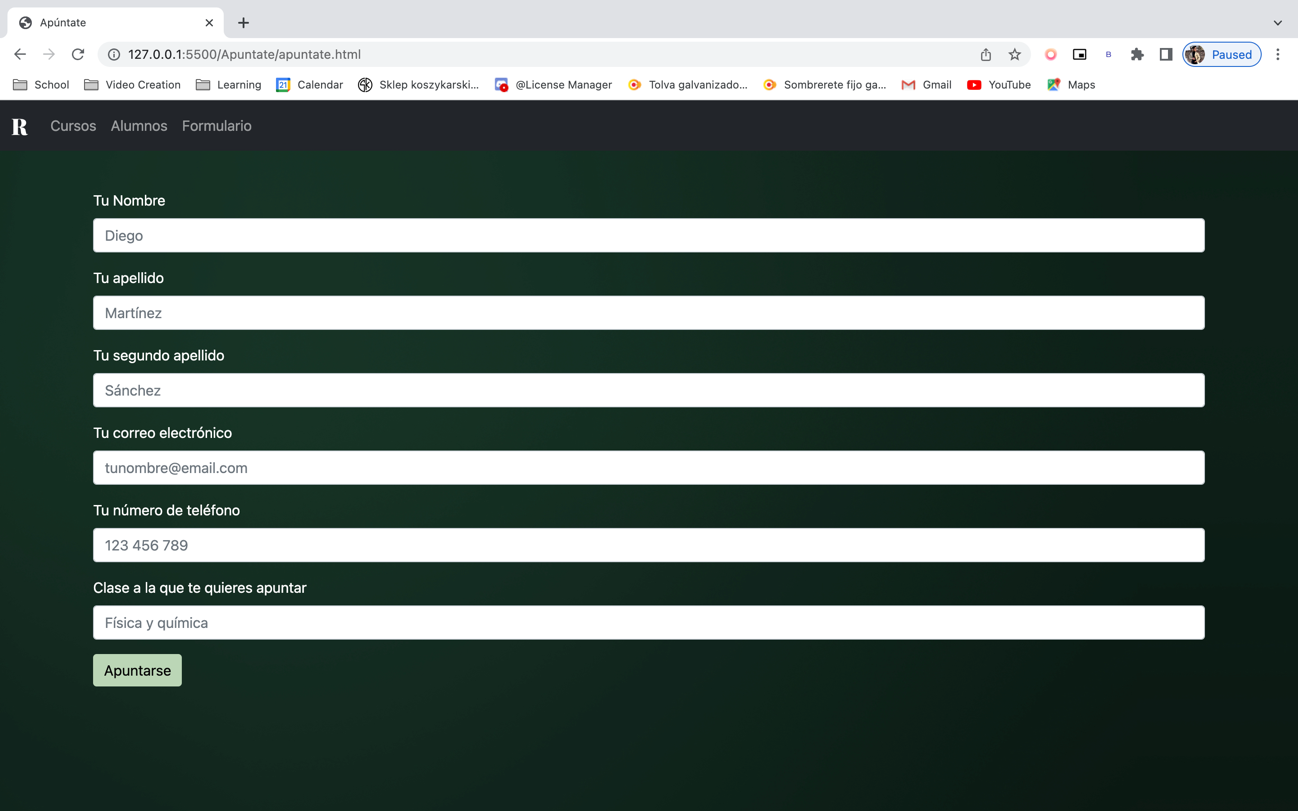 Apúntate
127.0.0.1:5500/Apuntate/apuntate.html
B
Paused
School Video Creation Learning 21 Calendar Sklep koszykarski... @License Manager Tolva galvanizado... Sombrerete fijo ga... Gmail YouTube Maps
R Cursos Alumnos Formulario
Tu Nombre
Diego
Tu apellido
Martínez
Tu segundo apellido
Sánchez
Tu correo electrónico
tunombre@email.com
Tu número de teléfono
123 456 789
Clase a la que te quieres apuntar
Física y química
Apuntarse